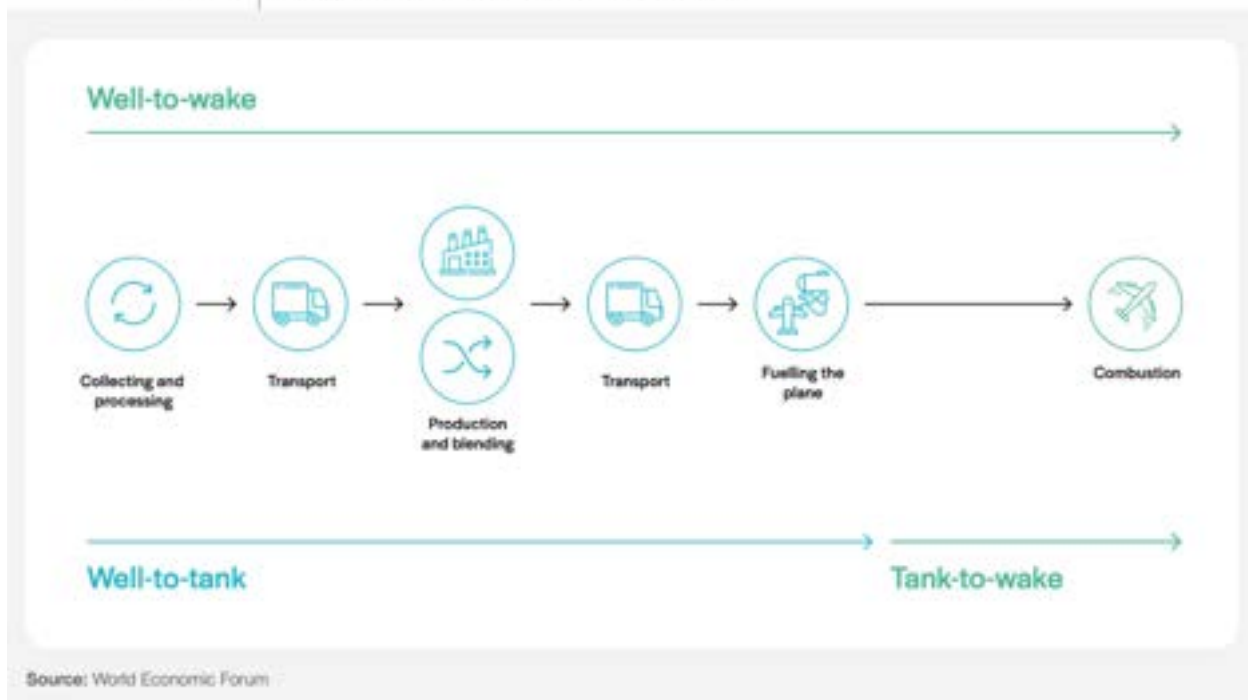 Well-to-wake
Collecting and
processing
Transport
Production
and blending
Transport
Fuelling the
plane
Combustion
Well-to-tank
Tank-to-wake
Source: World Economic Forum